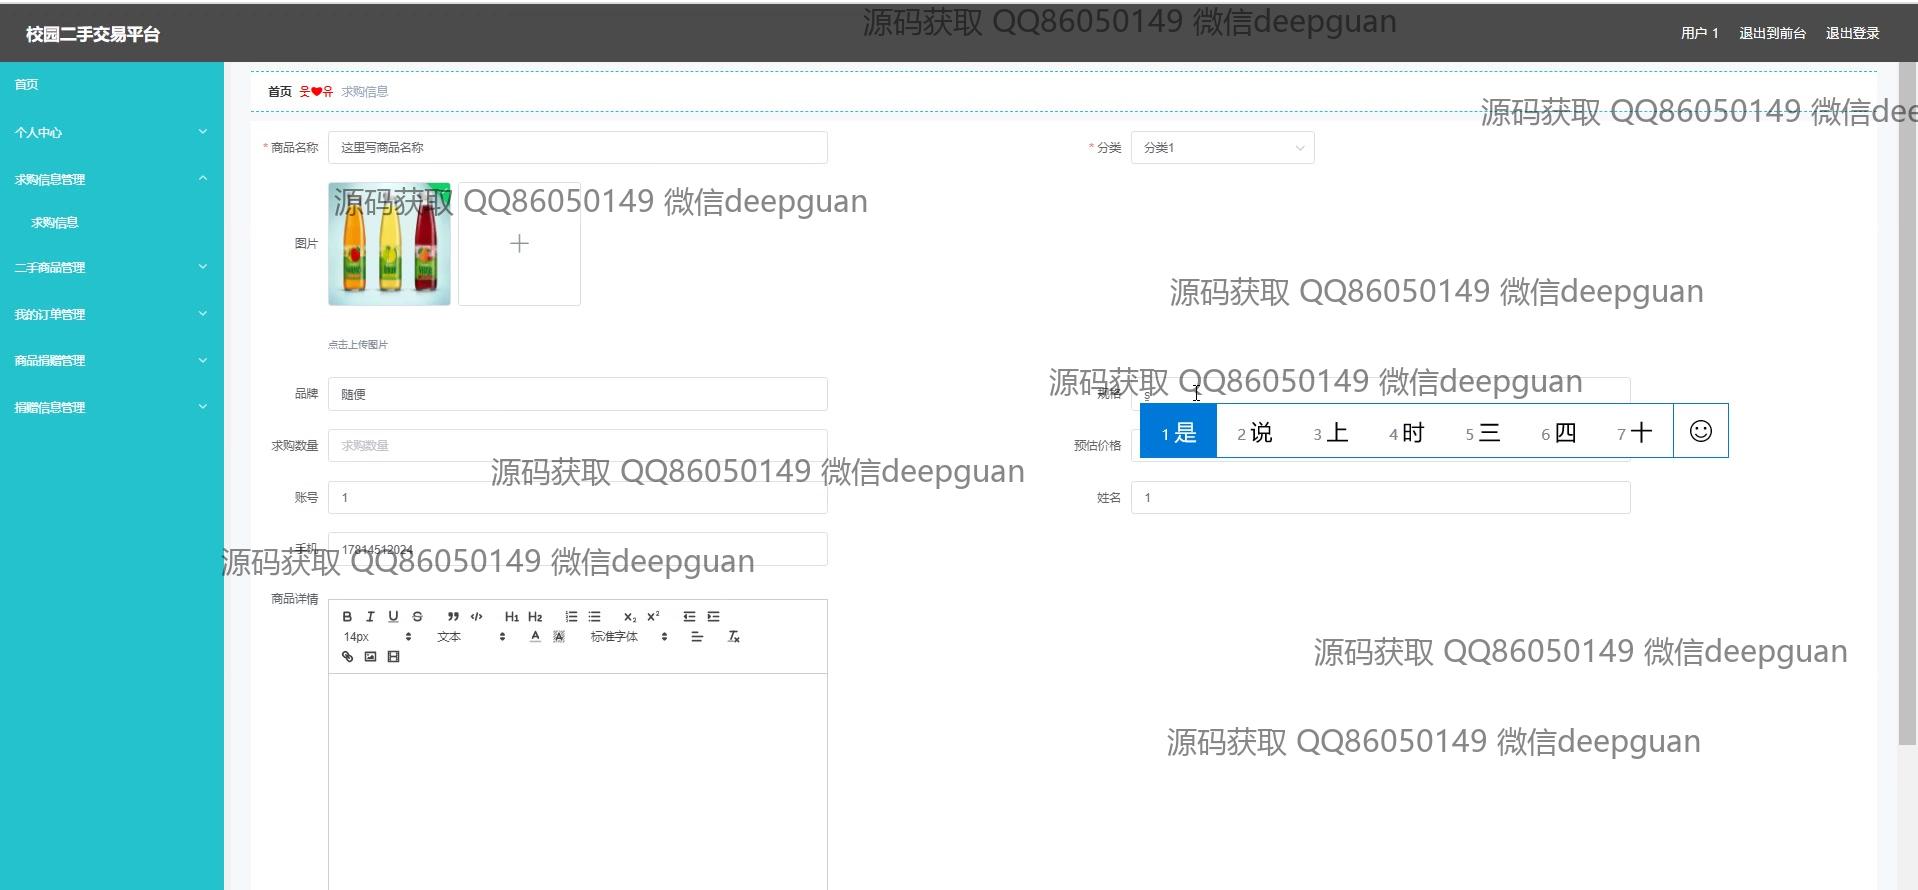 源码获取 QQ86050149 微信deepguan
校园二手交易平台
用户 1 退出到前台 退出登录
首页
首页 웃❤유 求购信息
源码获取 QQ86050149 微信dee
个人中心
* 商品名称 这里写商品名称 * 分类 分类1
求购信息管理
源码获取 QQ86050149 微信deepguan
求购信息
图片
二手商品管理
源码获取 QQ86050149 微信deepguan
我的订单管理
点击上传图片
商品捐赠管理
源码获取 QQ86050149 微信deepguan
品牌 随便 规格 s
捐赠信息管理
1 是 2 说 3 上 4 时 5 三 6 四 7 十
求购数量 求购数量 预估价格
源码获取 QQ86050149 微信deepguan
账号 1 姓名 1
手机 17814512024
源码获取 QQ86050149 微信deepguan
商品详情
B I U S ” </> H1 H2 x₂ x²
14px 文本 A A 标准字体 Tx
源码获取 QQ86050149 微信deepguan
源码获取 QQ86050149 微信deepguan